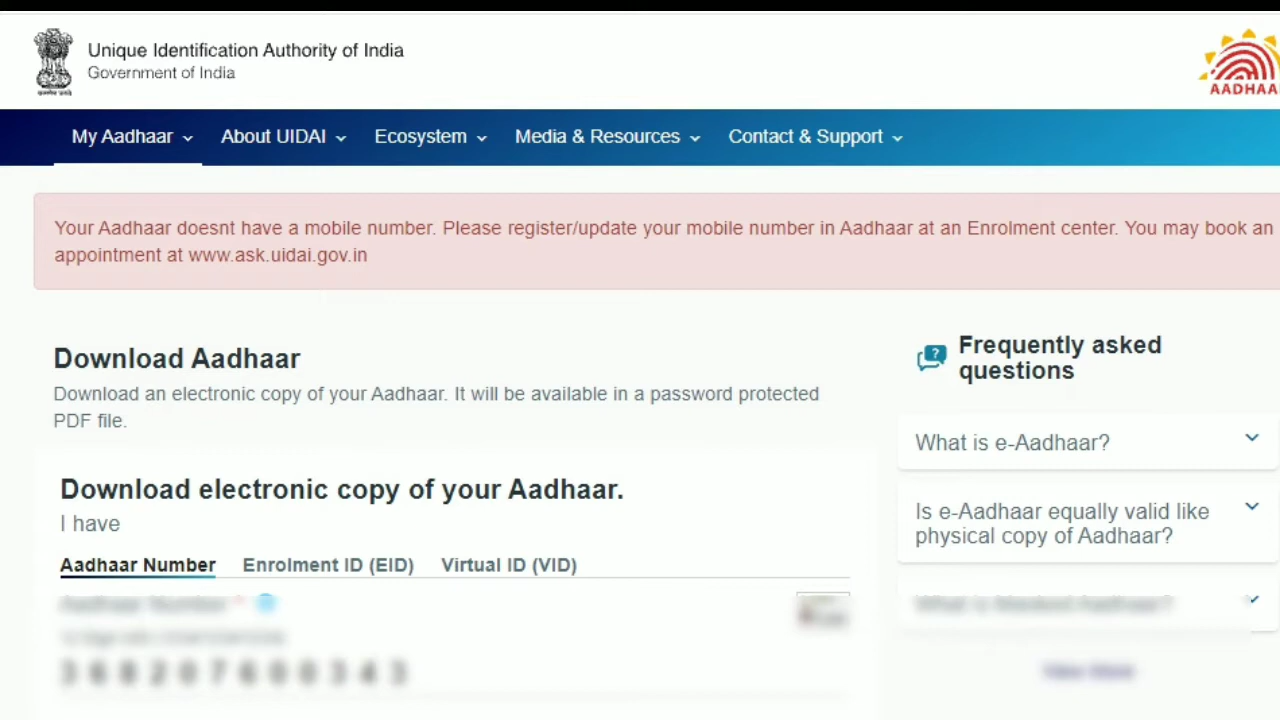 Unique Identification Authority of India
Government of India
AADHAA
My Aadhaar
About UIDAI
Ecosystem
Media & Resources
Contact & Support
Your Aadhaar doesnt have a mobile number. Please register/update your mobile number in Aadhaar at an Enrolment center. You may book an
appointment at www.ask.uidai.gov.in
Download Aadhaar
Download an electronic copy of your Aadhaar. It will be available in a password protected
PDF file.
Download electronic copy of your Aadhaar.
I have
Aadhaar Number
Enrolment ID (EID)
Virtual ID (VID)
Frequently asked
questions
What is e-Aadhaar?
Is e-Aadhaar equally valid like
physical copy of Aadhaar?